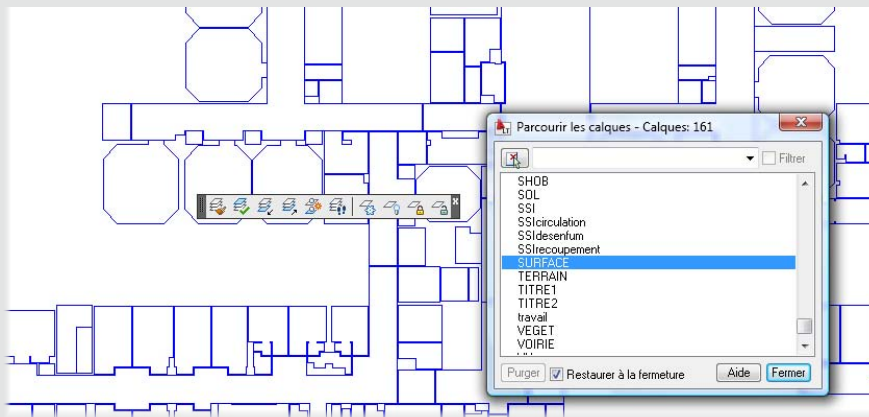 Parcourir les calques - Calques: 161
Filtrer
SHOB
SOL
SSI
SSIcirculation
SSIdesenfum
SSIrecoupement
SURFACE
TERRAIN
TITRE1
TITRE2
travail
VEGET
VOIRIE
Purger
Restaurer à la fermeture
Aide
Fermer